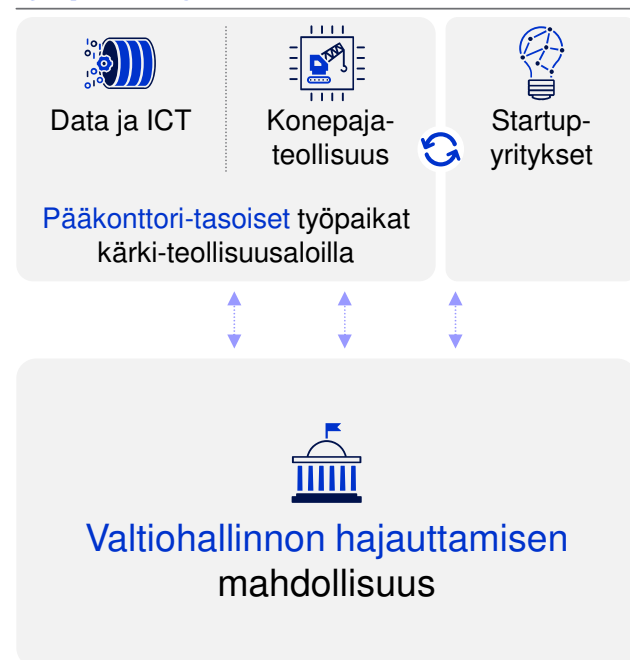 Data ja ICT
Konepaja-
teollisuus
Startup-
yritykset
Pääkonttori-tasoiset työpaikat
kärki-teollisuusaloilla
Valtiohallinnon hajauttamisen
mahdollisuus